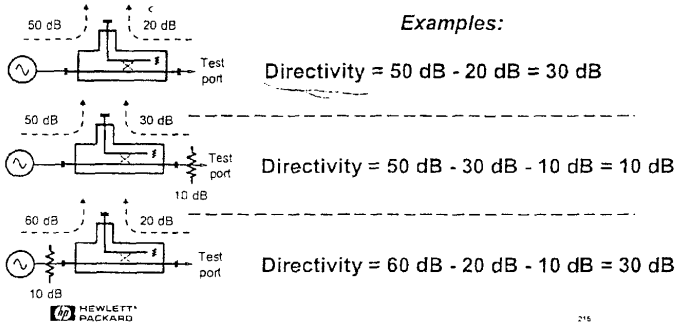 50 dB 20 dB
Examples:
Test port
Directivity = 50 dB - 20 dB = 30 dB
50 dB 30 dB
Test port
10 dB
Directivity = 50 dB - 30 dB - 10 dB = 10 dB
60 dB 20 dB
Test port
10 dB
Directivity = 60 dB - 20 dB - 10 dB = 30 dB
hp HEWLETT
PACKARD